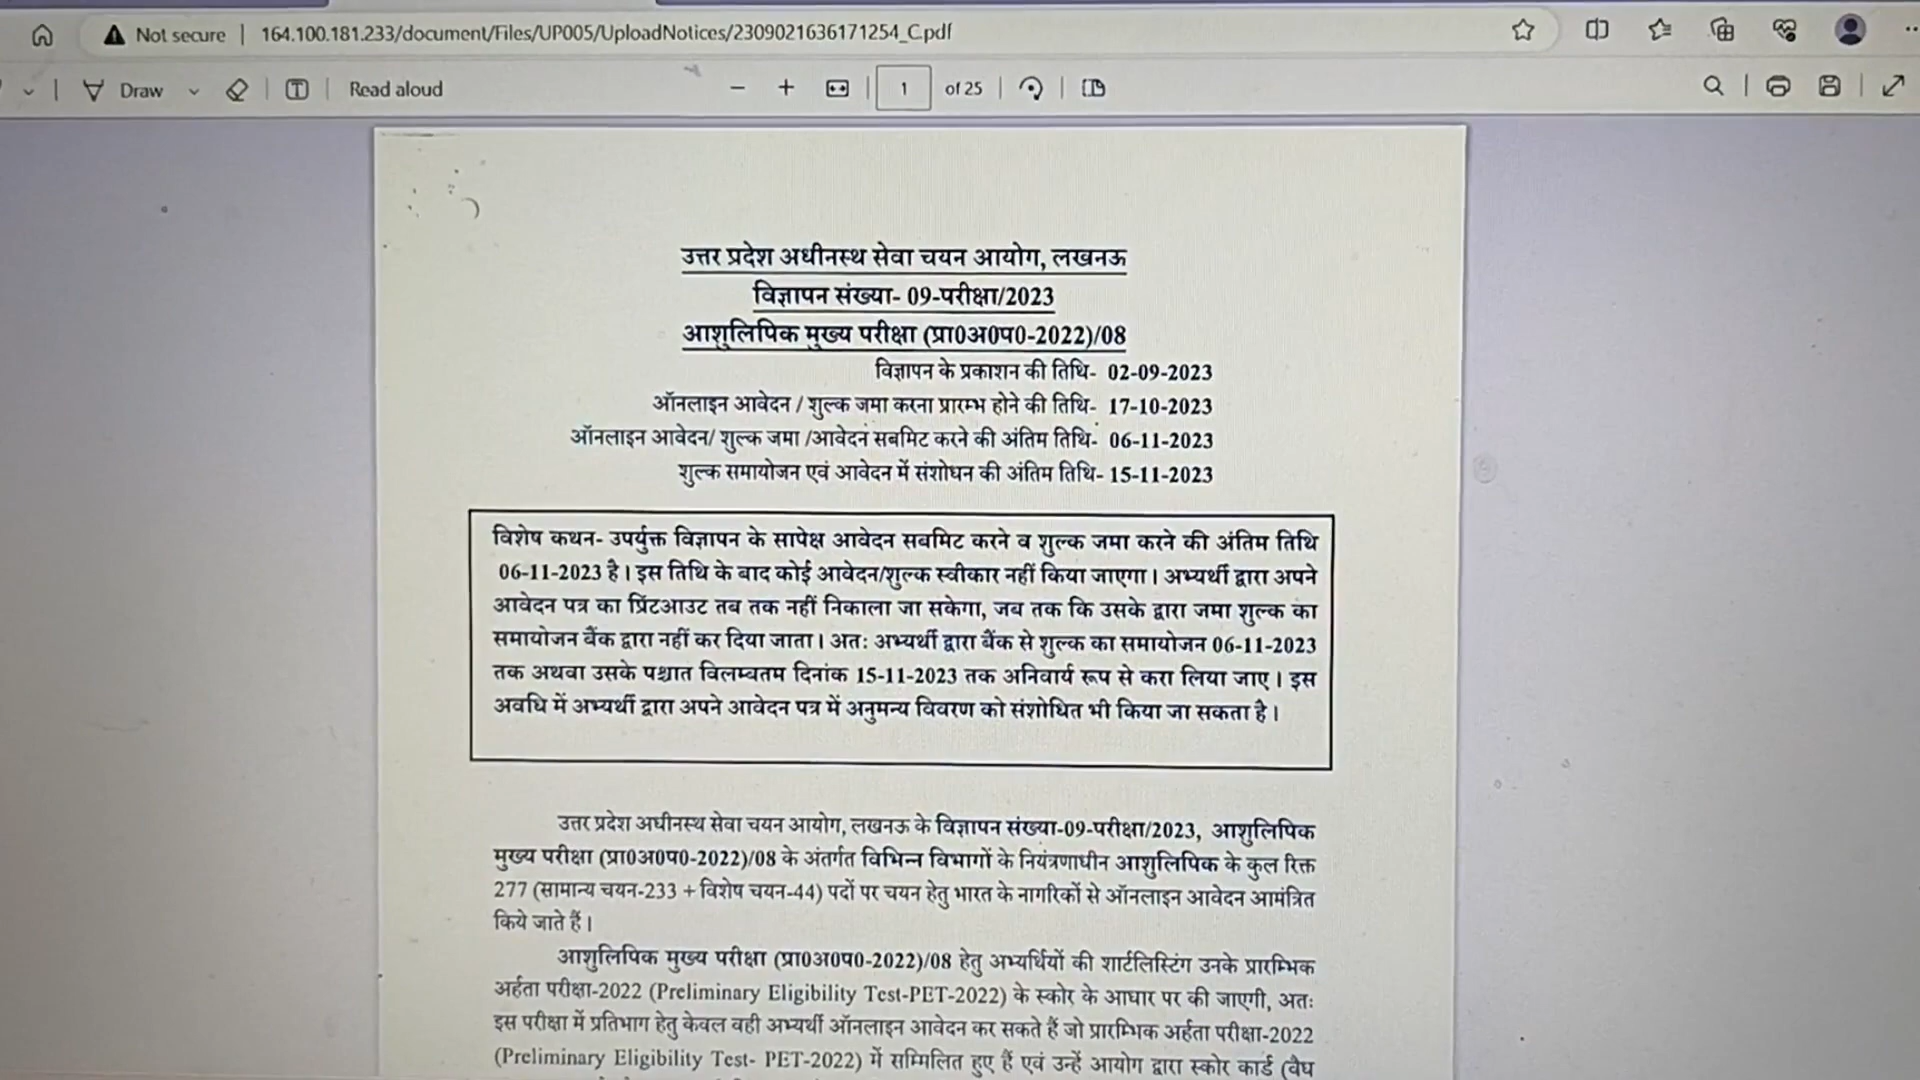 Not secure | 164.100.181.233/document/Files/UP005/UploadNotices/2309021636171254_C.pdf
Draw Read aloud 1 of 25
उत्तर प्रदेश अधीनस्थ सेवा चयन आयोग, लखनऊ
विज्ञापन संख्या- 09-परीक्षा/2023
आशुलिपिक मुख्य परीक्षा (प्रा0अ0प0-2022)/08
विज्ञापन के प्रकाशन की तिथि- 02-09-2023
ऑनलाइन आवेदन / शुल्क जमा करना प्रारम्भ होने की तिथि- 17-10-2023
ऑनलाइन आवेदन/ शुल्क जमा /आवेदन सबमिट करने की अंतिम तिथि- 06-11-2023
शुल्क समायोजन एवं आवेदन में संशोधन की अंतिम तिथि- 15-11-2023
विशेष कथन- उपर्युक्त विज्ञापन के सापेक्ष आवेदन सबमिट करने व शुल्क जमा करने की अंतिम तिथि
06-11-2023 है। इस तिथि के बाद कोई आवेदन/शुल्क स्वीकार नहीं किया जाएगा। अभ्यर्थी द्वारा अपने
आवेदन पत्र का प्रिंटआउट तब तक नहीं निकाला जा सकेगा, जब तक कि उसके द्वारा जमा शुल्क का
समायोजन बैंक द्वारा नहीं कर दिया जाता। अतः अभ्यर्थी द्वारा बैंक से शुल्क का समायोजन 06-11-2023
तक अथवा उसके पश्चात विलम्बतम दिनांक 15-11-2023 तक अनिवार्य रूप से करा लिया जाए। इस
अवधि में अभ्यर्थी द्वारा अपने आवेदन पत्र में अनुमन्य विवरण को संशोधित भी किया जा सकता है।
उत्तर प्रदेश अधीनस्थ सेवा चयन आयोग, लखनऊ के विज्ञापन संख्या-09-परीक्षा/2023, आशुलिपिक
मुख्य परीक्षा (प्रा0अ0प0-2022)/08 के अंतर्गत विभिन्न विभागों के नियंत्रणाधीन आशुलिपिक के कुल रिक्त
277 (सामान्य चयन-233 + विशेष चयन-44) पदों पर चयन हेतु भारत के नागरिकों से ऑनलाइन आवेदन आमंत्रित
किये जाते हैं।
आशुलिपिक मुख्य परीक्षा (प्रा0अ0प0-2022)/08 हेतु अभ्यर्थियों की शार्टलिस्टिंग उनके प्रारम्भिक
अर्हता परीक्षा-2022 (Preliminary Eligibility Test-PET-2022) के स्कोर के आधार पर की जाएगी, अतः
इस परीक्षा में प्रतिभाग हेतु केवल वही अभ्यर्थी ऑनलाइन आवेदन कर सकते हैं जो प्रारम्भिक अर्हता परीक्षा-2022
(Preliminary Eligibility Test- PET-2022) में सम्मिलित हुए हैं एवं उन्हें आयोग द्वारा स्कोर कार्ड (वैध